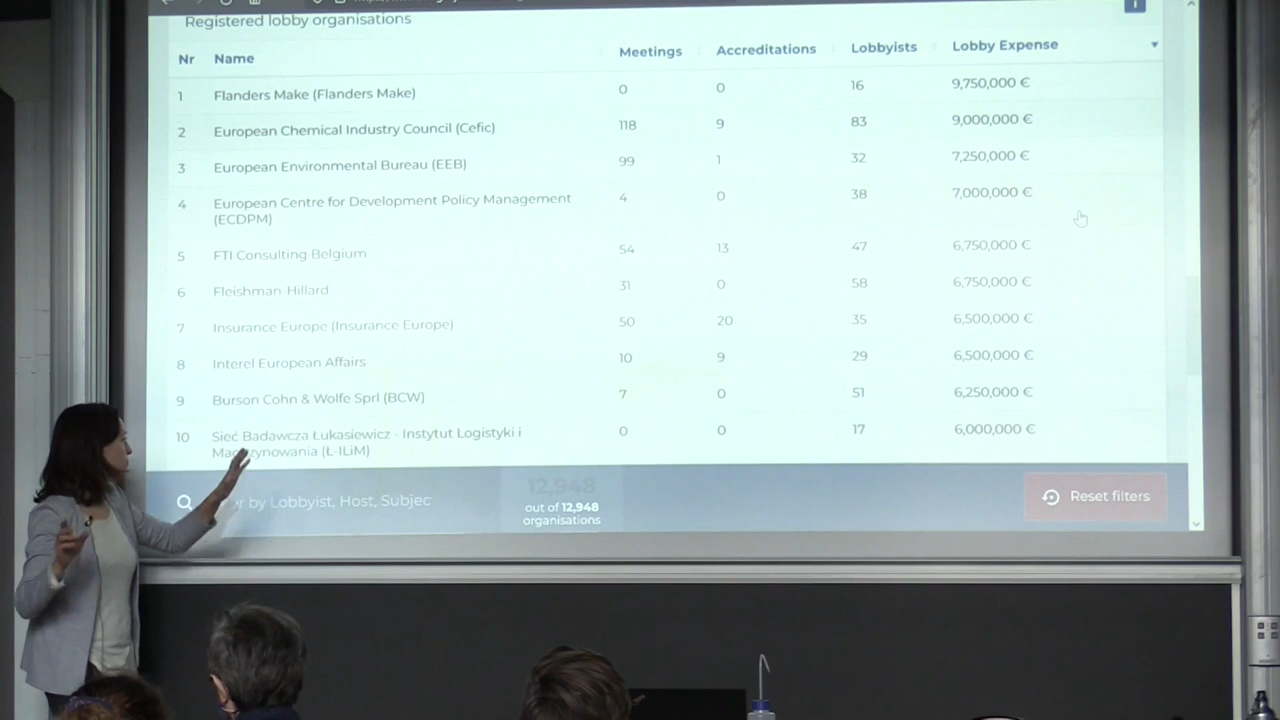 Registered lobby organisations
Nr Name Meetings Accreditations Lobbyists Lobby Expense
1 Flanders Make (Flanders Make) 0 0 16 9,750,000 €
2 European Chemical Industry Council (Cefic) 118 9 83 9,000,000 €
3 European Environmental Bureau (EEB) 99 1 32 7,250,000 €
4 European Centre for Development Policy Management 4 0 38 7,000,000 €
(ECDPM)
5 FTI Consulting Belgium 54 13 47 6,750,000 €
6 Fleishman-Hillard 31 0 58 6,750,000 €
7 Insurance Europe (Insurance Europe) 50 20 35 6,500,000 €
8 Interel European Affairs 10 9 29 6,500,000 €
9 Burson Cohn & Wolfe Sprl (BCW) 7 0 51 6,250,000 €
10 Sieć Badawcza Łukasiewicz - Instytut Logistyki i 0 0 17 6,000,000 €
(Ł-ILiM)
12,948
by Lobbyist, Host, Subjec
out of 12,948
organisations
Reset filters